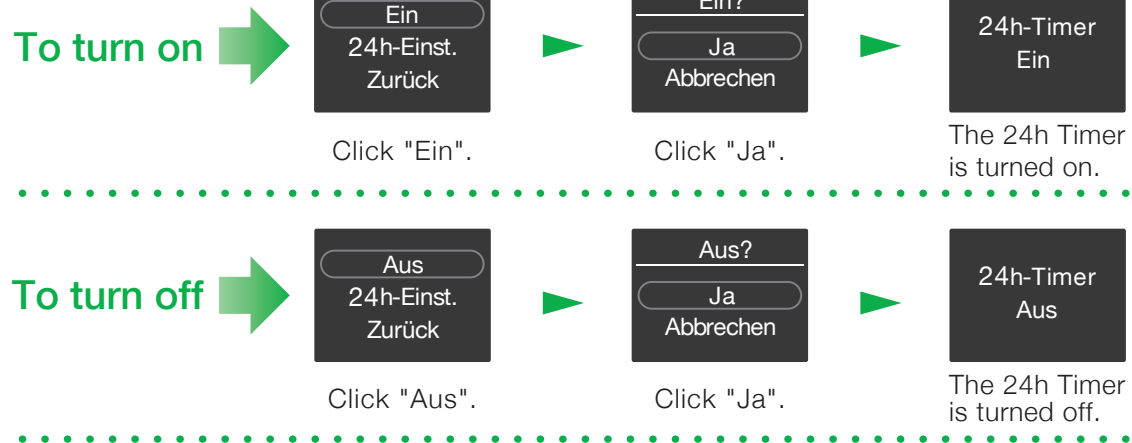 To turn on
Ein
24h-Einst.
Zurück
Click "Ein".
Ein?
Ja
Abbrechen
Click "Ja".
24h-Timer
Ein
The 24h Timer
is turned on.
To turn off
Aus
24h-Einst.
Zurück
Click "Aus".
Aus?
Ja
Abbrechen
Click "Ja".
24h-Timer
Aus
The 24h Timer
is turned off.